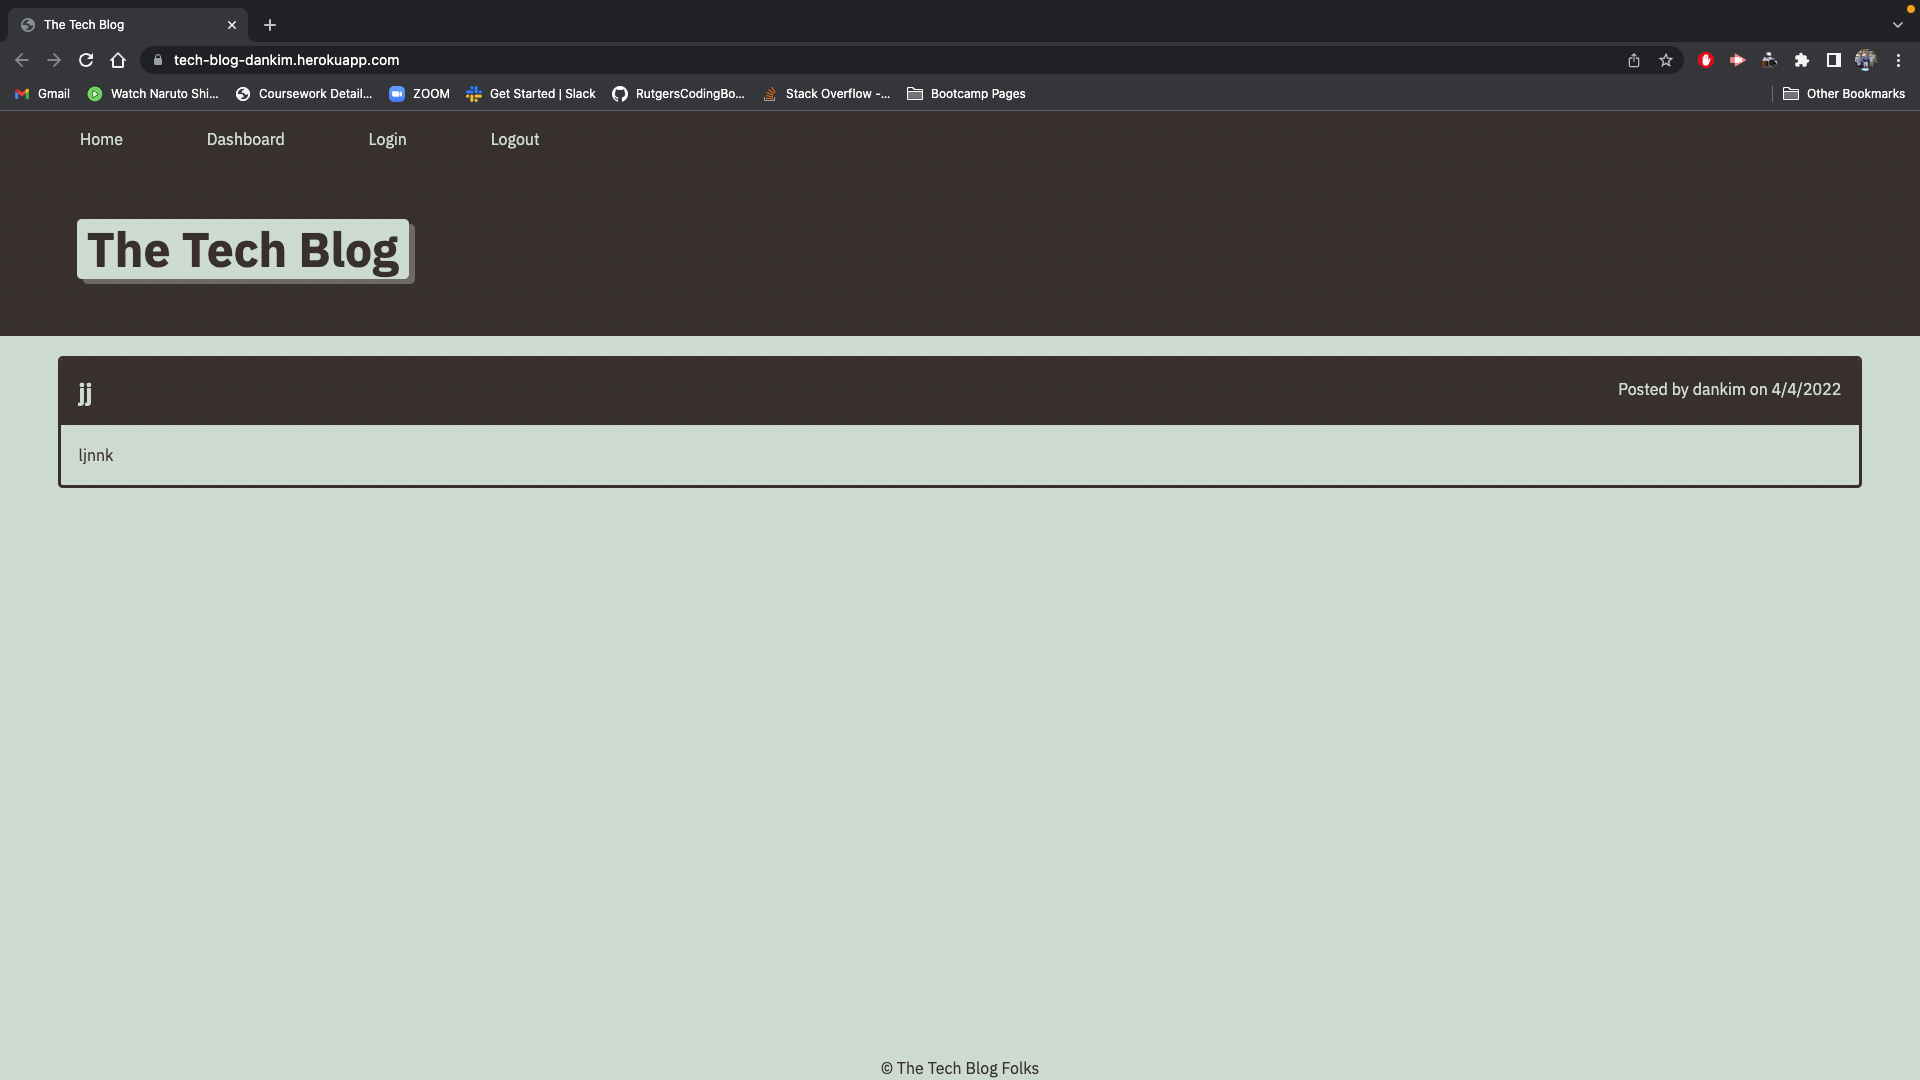 The Tech Blog
tech-blog-dankim.herokuapp.com
Gmail Watch Naruto Shi... Coursework Detail... ZOOM Get Started | Slack RutgersCodingBo... Stack Overflow -... Bootcamp Pages Other Bookmarks
Home Dashboard Login Logout
The Tech Blog
jj Posted by dankim on 4/4/2022
ljnnk
© The Tech Blog Folks